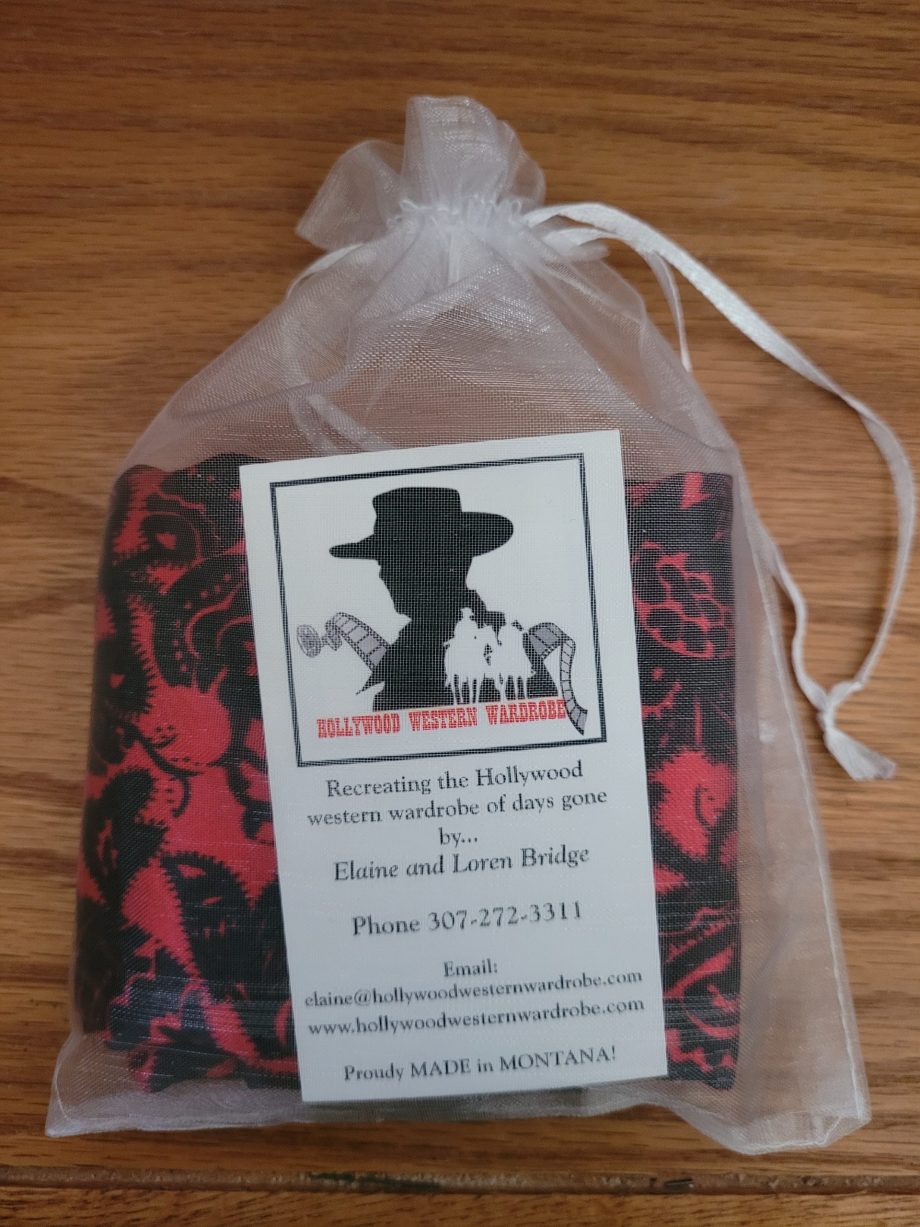 HOLLYWOOD WESTERN WARDROBE
Recreating the Hollywood
western wardrobe of days gone
by...
Elaine and Loren Bridge
Phone 307-272-3311
Email:
elaine@hollywoodwesternwardrobe.com
www.hollywoodwesternwardrobe.com
Proudly MADE in MONTANA!